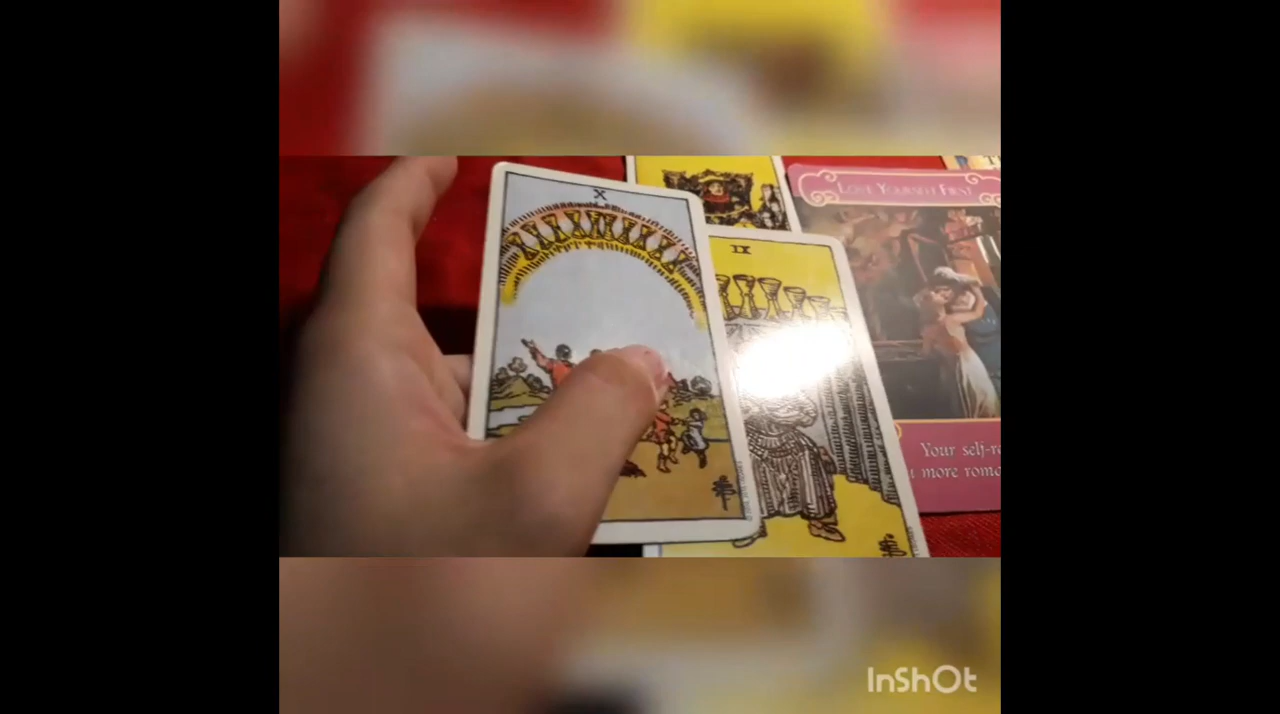 X
IX
LOVE YOURSELF FIRST
Your self-r
more rom
InShOt